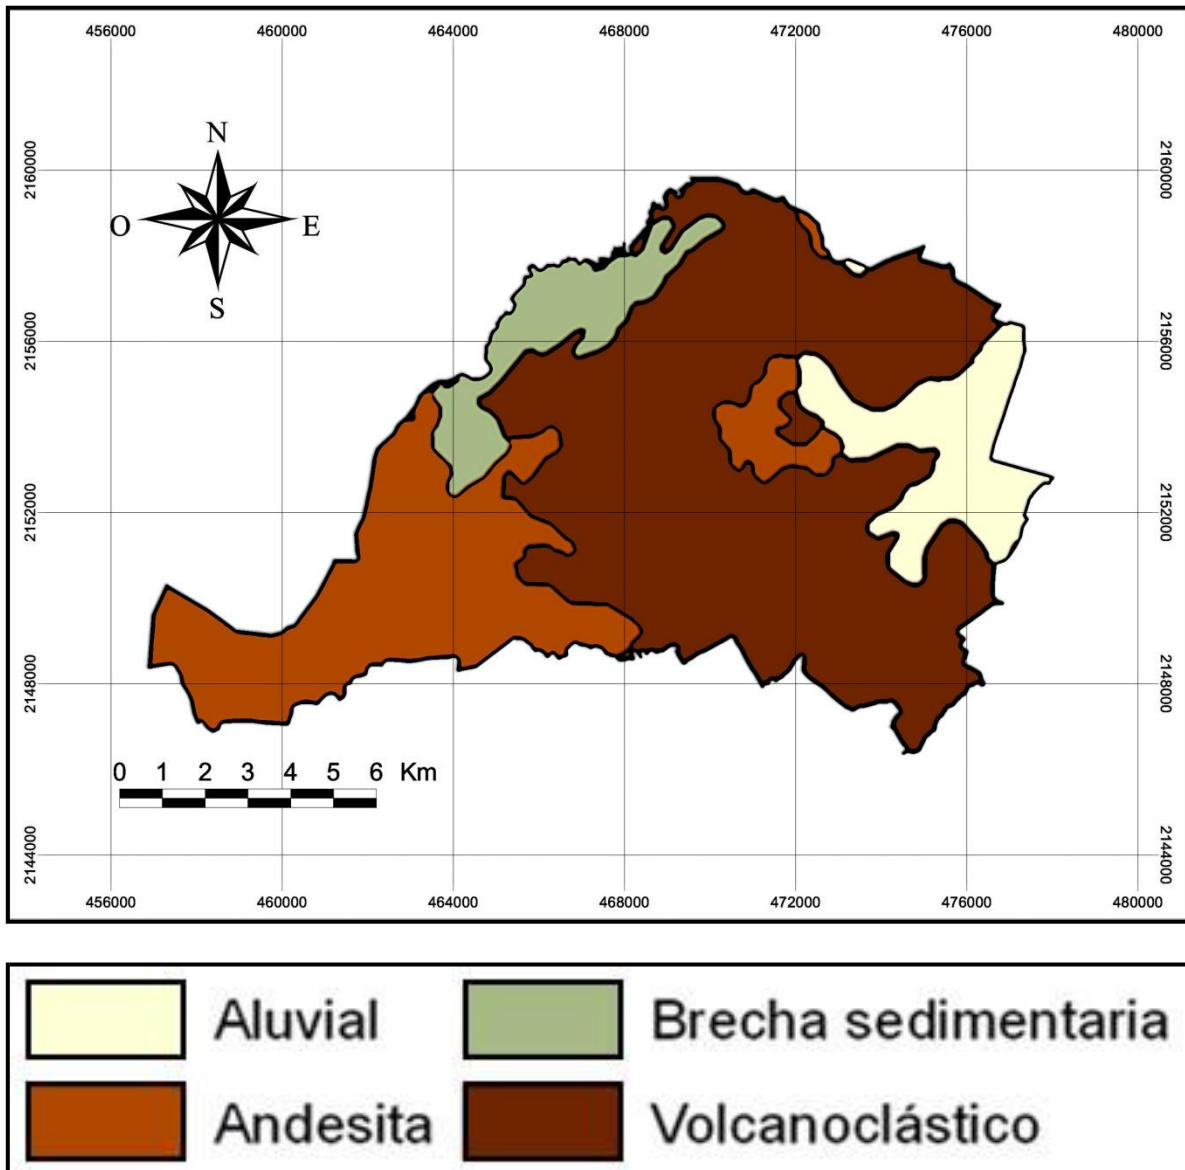 456000 460000 464000 468000 472000 476000 480000
N
2160000 2160000
O E
S
2156000 2156000
2152000 2152000
2148000 2148000
0 1 2 3 4 5 6 Km
2144000 2144000
456000 460000 464000 468000 472000 476000 480000
Aluvial Brecha sedimentaria
Andesita Volcanoclástico